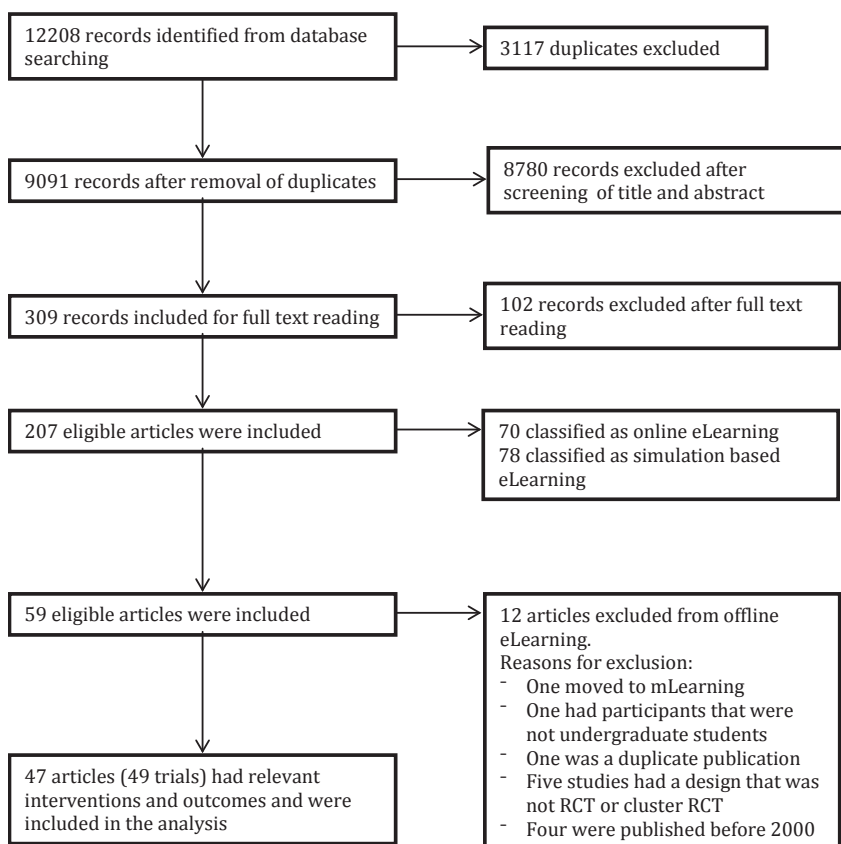 12208 records identified from database
searching
3117 duplicates excluded
9091 records after removal of duplicates
8780 records excluded after
screening of title and abstract
309 records included for full text reading
102 records excluded after full text
reading
207 eligible articles were included
70 classified as online eLearning
78 classified as simulation based
eLearning
59 eligible articles were included
12 articles excluded from offline
eLearning.
Reasons for exclusion:
- One moved to mLearning
- One had participants that were
not undergraduate students
- One was a duplicate publication
- Five studies had a design that was
not RCT or cluster RCT
- Four were published before 2000
47 articles (49 trials) had relevant
interventions and outcomes and were
included in the analysis